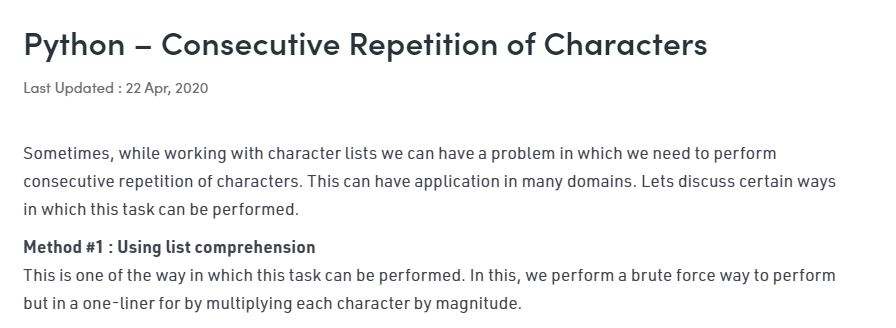 Python – Consecutive Repetition of Characters
Last Updated : 22 Apr, 2020
Sometimes, while working with character lists we can have a problem in which we need to perform
consecutive repetition of characters. This can have application in many domains. Lets discuss certain ways
in which this task can be performed.
Method #1 : Using list comprehension
This is one of the way in which this task can be performed. In this, we perform a brute force way to perform
but in a one-liner for by multiplying each character by magnitude.